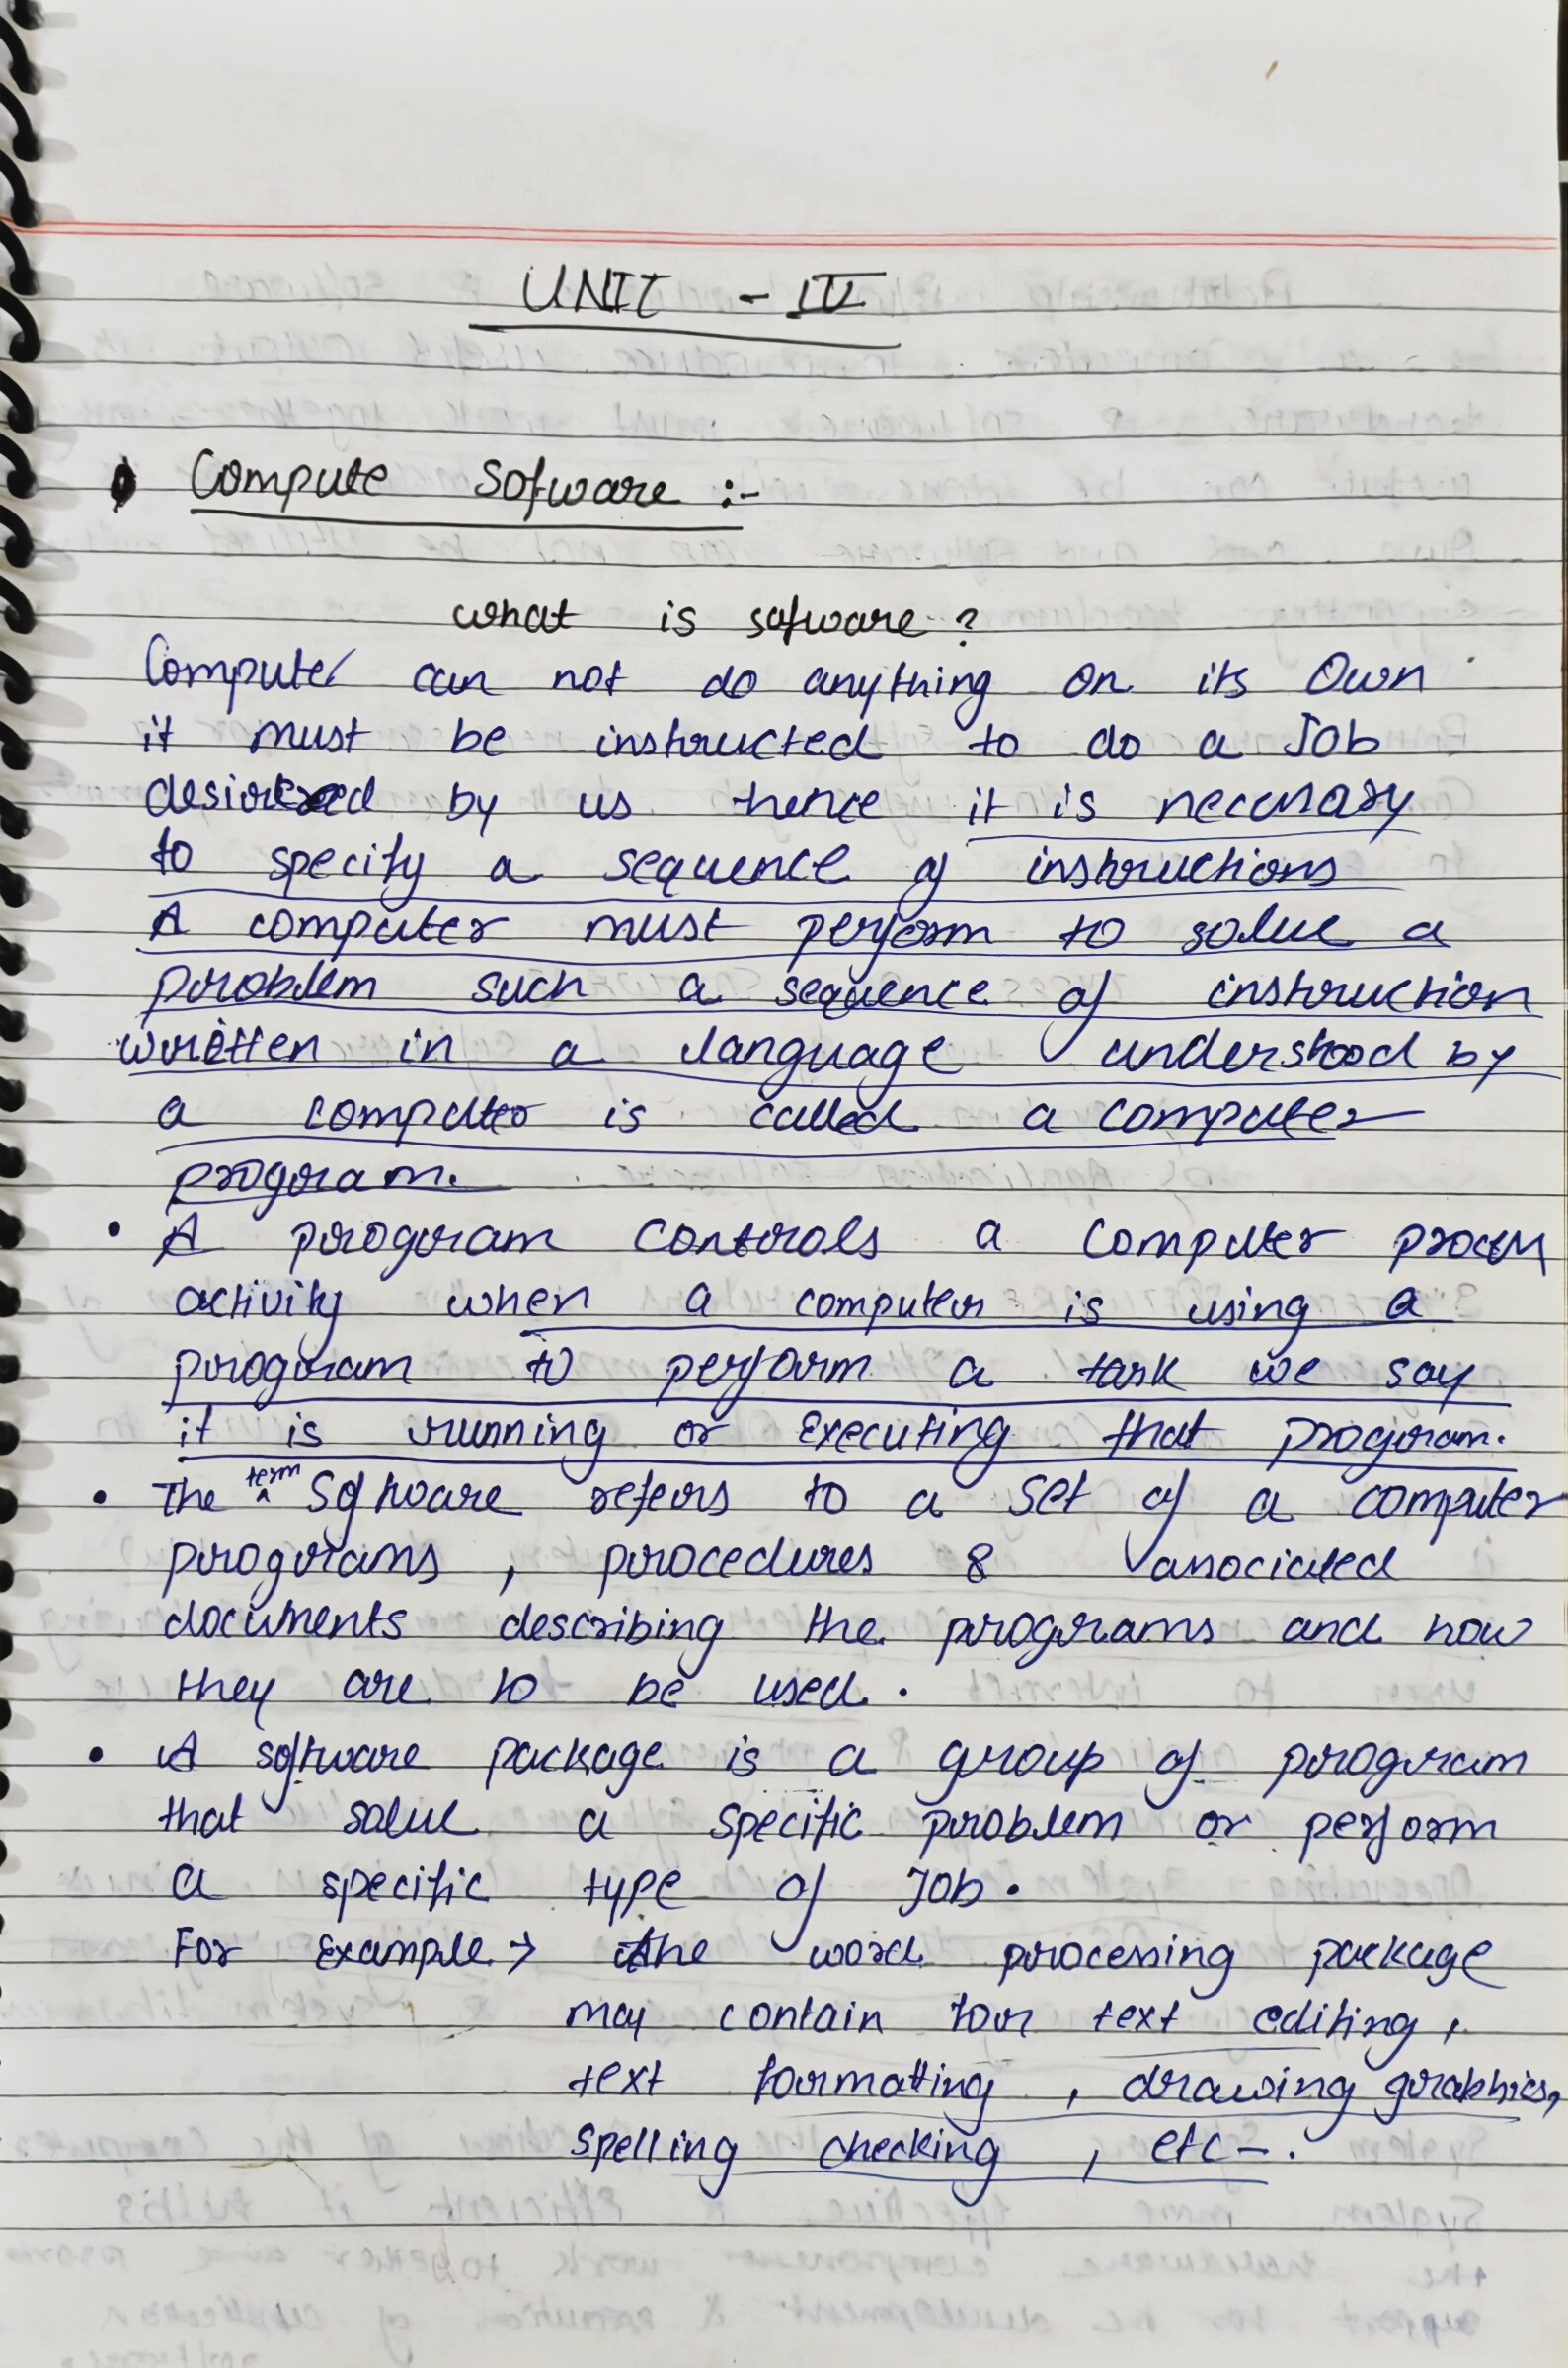 UNIT - IV
Compute Sofware :-
what is sofware ?
Computer can not do anything on its Own
it must be instructed to do a Job
desired by us hence it is necessary
to specify a sequence of instructions
A computer must perform to solve a
problem such a sequence of instruction
written in a language understood by
a computer is called a computer
program.
• A program Controls a Computer process
activity when a computer is using a
program to perform a task we say
it is running or Executing that program.
• The term Software refers to a Set of a computer
programs , procedures & associated
documents describing the programs and how
they are to be used .
• A software package is a group of program
that solve a specific problem or perform
a specific type of Job .
For Example → the word processing package
may contain for text editing ,
text formatting , drawing graphics,
spelling checking , etc - .